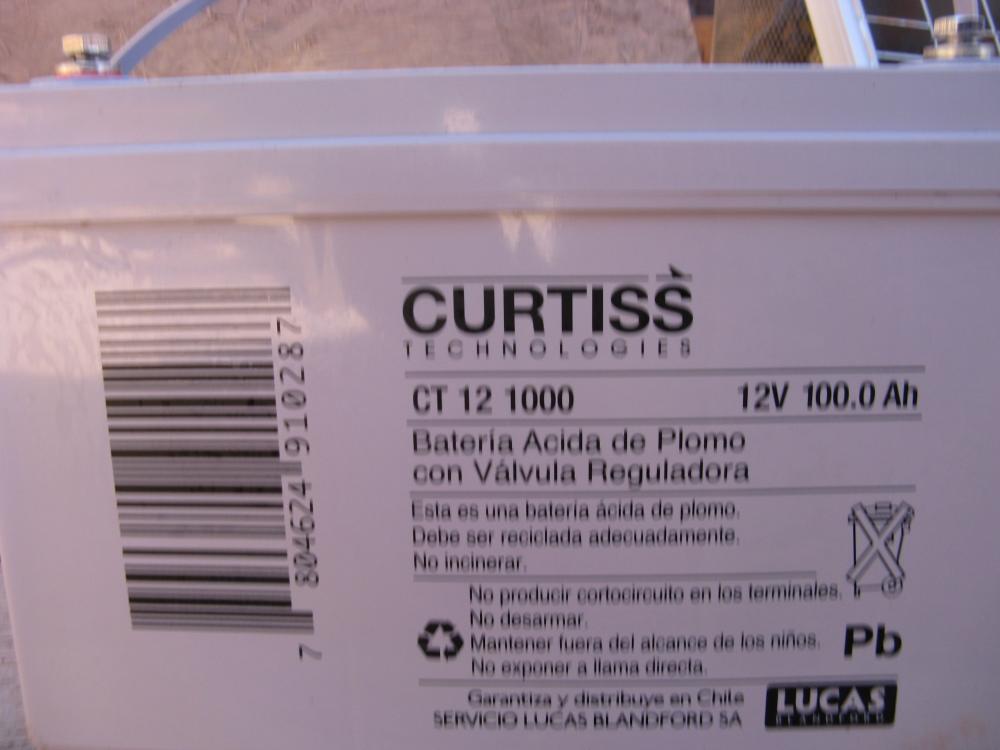 CURTISS
TECHNOLOGIES
CT 12 1000 12V 100.0 Ah
Batería Acida de Plomo
con Válvula Reguladora
Esta es una batería ácida de plomo.
Debe ser reciclada adecuadamente.
No incinerar.
No producir cortocircuito en los terminales.
No desarmar.
Mantener fuera del alcance de los niños.
No exponer a llama directa.
Pb
Garantiza y distribuye en Chile
SERVICIO LUCAS BLANDFORD SA
LUCAS
BLANDFORD
7 804624 910287